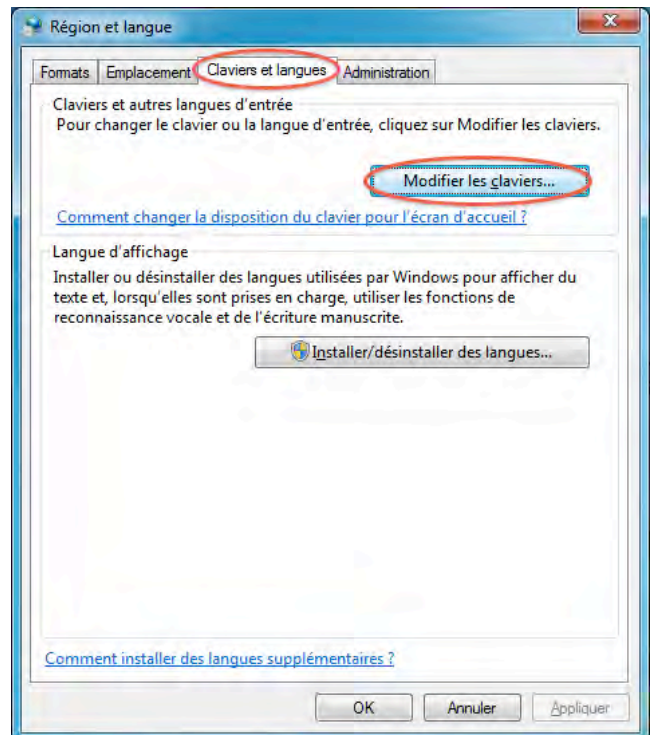 Région et langue
Formats Emplacement Claviers et langues Administration
Claviers et autres langues d'entrée
Pour changer le clavier ou la langue d'entrée, cliquez sur Modifier les claviers.
Modifier les claviers...
Comment changer la disposition du clavier pour l'écran d'accueil ?
Langue d'affichage
Installer ou désinstaller des langues utilisées par Windows pour afficher du
texte et, lorsqu'elles sont prises en charge, utiliser les fonctions de
reconnaissance vocale et de l'écriture manuscrite.
Installer/désinstaller des langues...
Comment installer des langues supplémentaires ?
OK Annuler Appliquer